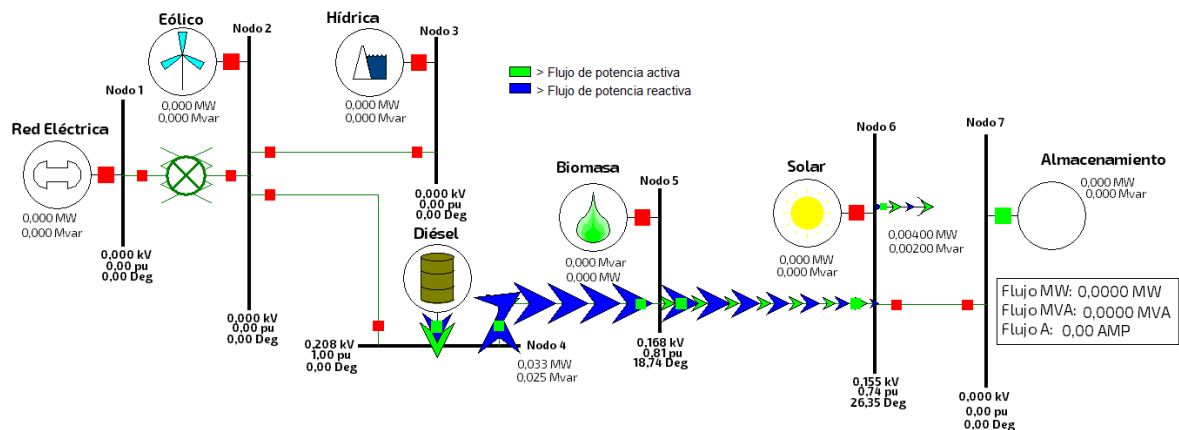 Eólico
0,000 MW
0,000 Mvar
Nodo 2
Hídrica
0,000 MW
0,000 Mvar
Nodo 3
> Flujo de potencia activa
> Flujo de potencia reactiva
Nodo 1
Red Eléctrica
0,000 MW
0,000 Mvar
0,000 kV
0,00 pu
0,00 Deg
0,000 kV
0,00 pu
0,00 Deg
0,000 kV
0,00 pu
0,00 Deg
Diésel
0,208 kV
1,00 pu
0,00 Deg
Nodo 4
0,033 MW
0,025 Mvar
Biomasa
0,000 Mvar
0,000 MW
Nodo 5
0,168 kV
0,81 pu
18,74 Deg
Solar
0,000 MW
0,000 Mvar
Nodo 6
0,00400 MW
0,00200 Mvar
0,155 kV
0,74 pu
26,35 Deg
Nodo 7
Almacenamiento
0,000 MW
0,000 Mvar
Flujo MW: 0,0000 MW
Flujo MVA: 0,0000 MVA
Flujo A: 0,00 AMP
0,000 kV
0,00 pu
0,00 Deg